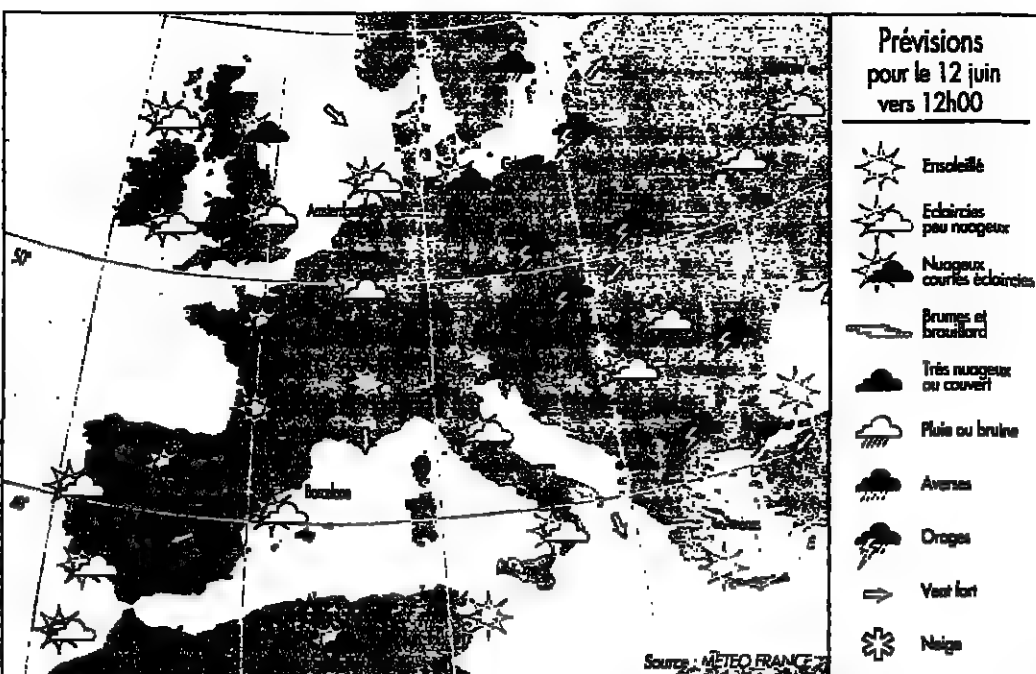 Prévisions
pour le 12 juin
vers 12h00
Ensoleillé
Eclaircies
peu nuageux
Nuageux
courtes éclaircies
Brumes et
brouillard
Très nuageux
ou couvert
Pluie ou bruine
Averses
Orages
Vent fort
Neige
Amsterdam
50°
Barcelone
40°
Source : METEO FRANCE